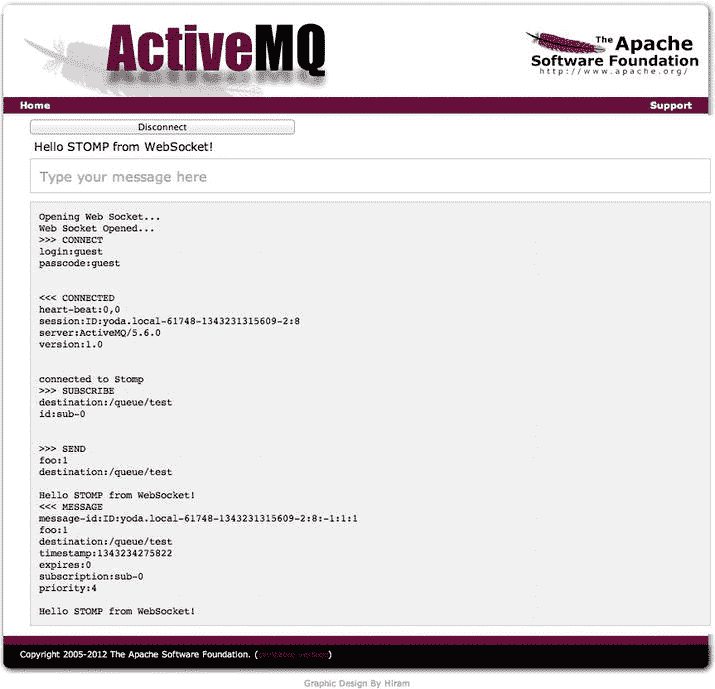 ActiveMQ
The Apache
Software Foundation
http://www.apache.org/
Home
Support
Disconnect
Hello STOMP from WebSocket!
Type your message here
Opening Web Socket...
Web Socket Opened...
>>> CONNECT
login:guest
passcode:guest
<<< CONNECTED
heart-beat:0,0
session:ID:yoda.local-61748-1343231315609-2:8
server:ActiveMQ/5.6.0
version:1.0
connected to Stomp
>>> SUBSCRIBE
destination:/queue/test
id:sub-0
>>> SEND
foo:1
destination:/queue/test
Hello STOMP from WebSocket!
<<< MESSAGE
message-id:ID:yoda.local-61748-1343231315609-2:8:-1:1:1
foo:1
destination:/queue/test
timestamp:1343234275822
expires:0
subscription:sub-0
priority:4
Hello STOMP from WebSocket!
Copyright 2005-2012 The Apache Software Foundation. ( )
Graphic Design By Hiram